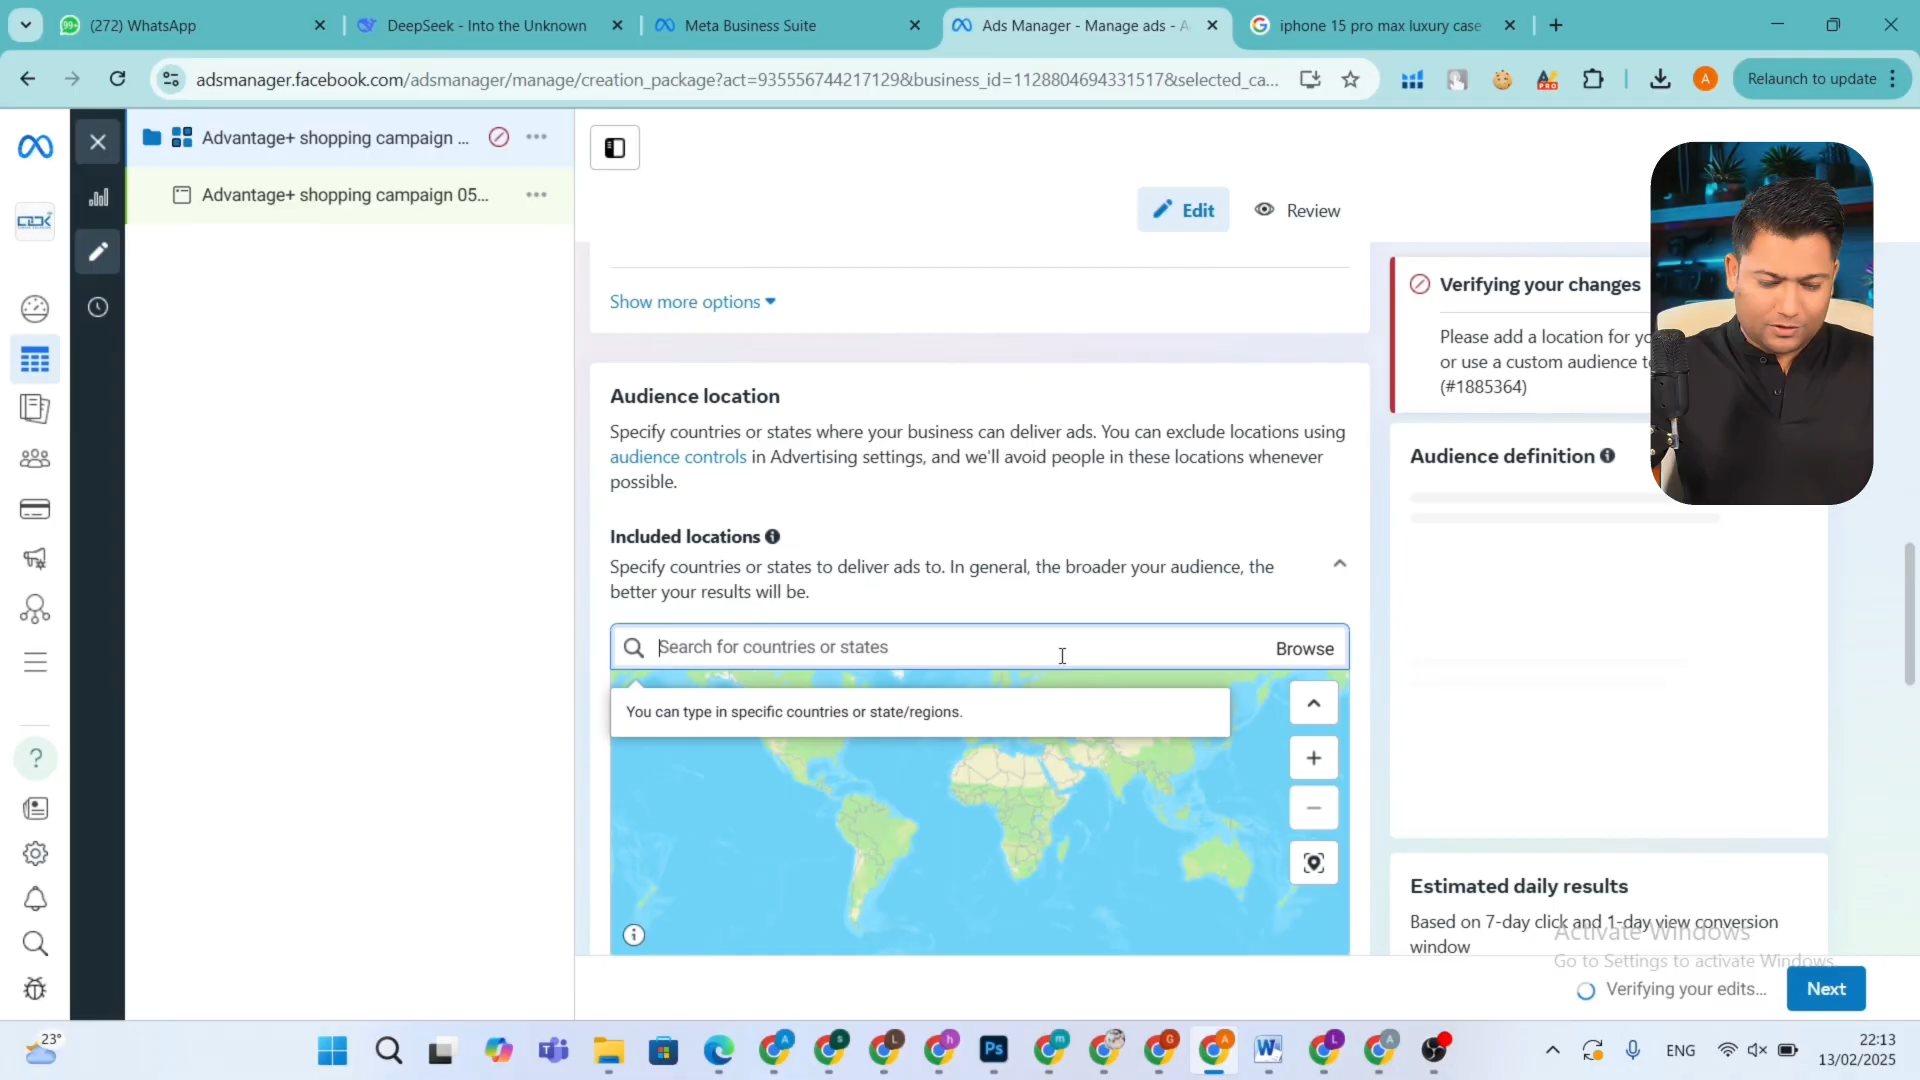 (272) WhatsApp
DeepSeek - Into the Unknown
Meta Business Suite
Ads Manager - Manage ads - A
iphone 15 pro max luxury case
adsmanager.facebook.com/adsmanager/manage/creation_package?act=935556744217129&business_id=1128804694331517&selected_ca...
PRO
A
Relaunch to update
Advantage+ shopping campaign ...
Advantage+ shopping campaign 05...
Edit
Review
Show more options
Verifying your changes
Please add a location for yo
or use a custom audience t
(#1885364)
Audience location
Specify countries or states where your business can deliver ads. You can exclude locations using
audience controls in Advertising settings, and we'll avoid people in these locations whenever
possible.
Audience definition
Included locations
Specify countries or states to deliver ads to. In general, the broader your audience, the
better your results will be.
Search for countries or states
Browse
You can type in specific countries or state/regions.
Estimated daily results
Based on 7-day click and 1-day view conversion
window
Activate Windows
Go to Settings to activate Windows.
Verifying your edits...
Next
23°
Ps
ENG
22:13
13/02/2025